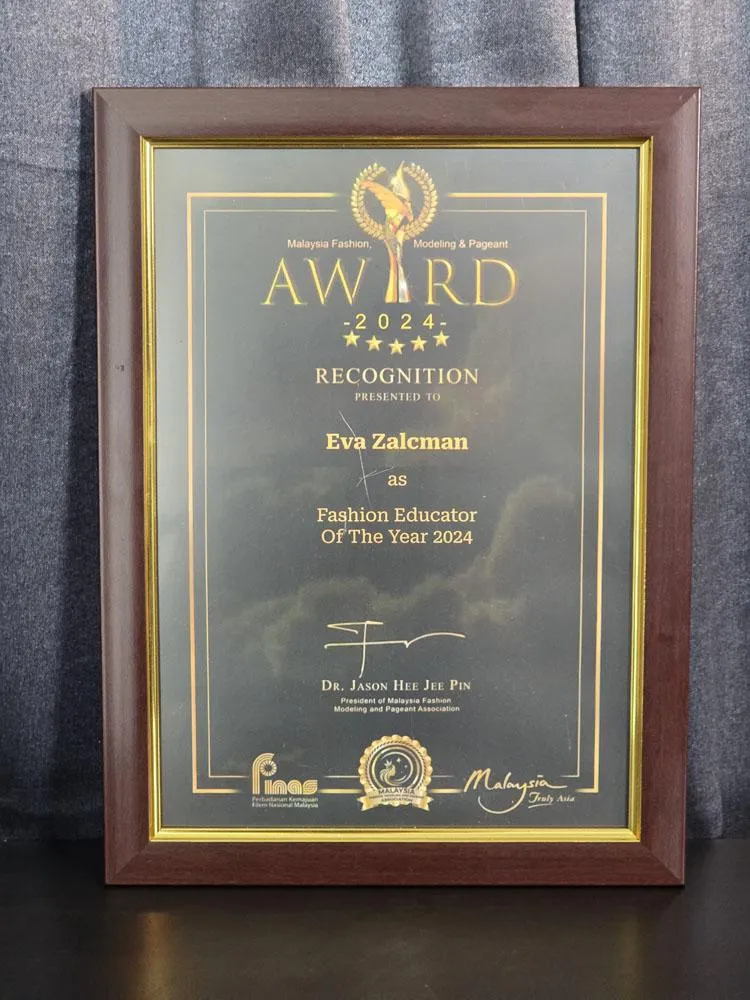 Malaysia Fashion, Modeling & Pageant
AWARD
-2024-
RECOGNITION
PRESENTED TO
Eva Zalcman
as
Fashion Educator
Of The Year 2024
DR. JASON HEE JEE PIN
President of Malaysia Fashion
Modeling and Pageant Association
Finas
Perbadanan Kemajuan
Filem Nasional Malaysia
MALAYSIA
ASSOCIATION
Malaysia
Truly Asia